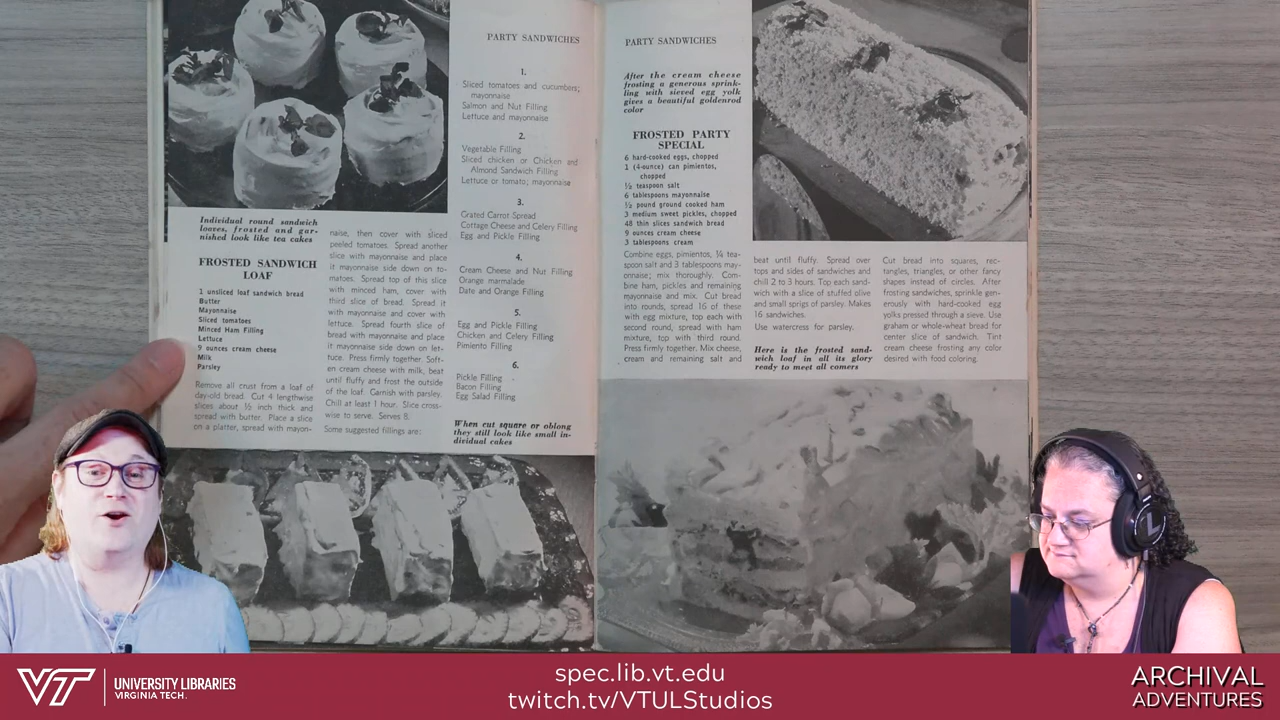 PARTY SANDWICHES
1.
Sliced tomatoes and cucumbers;
mayonnaise
Salmon and Nut Filling
Lettuce and mayonnaise
2.
Vegetable Filling
Sliced chicken or Chicken and
Almond Sandwich Filling
Lettuce or tomato; mayonnaise
3.
Grated Carrot Spread
Cottage Cheese and Celery Filling
Egg and Pickle Filling
4.
Cream Cheese and Nut Filling
Orange marmalade
Date and Orange Filling
5.
Egg and Pickle Filling
Chicken and Celery Filling
Pimiento Filling
6.
Pickle Filling
Bacon Filling
Egg Salad Filling
When cut square or oblong
they still look like small in-
dividual cakes
Individual round sandwich
loaves, frosted and gar-
nished look like tea cakes
FROSTED SANDWICH
LOAF
1 unsliced loaf sandwich bread
Butter
Mayonnaise
Sliced tomatoes
Minced Ham Filling
Lettuce
9 ounces cream cheese
Milk
Parsley
Remove all crust from a loaf of
day-old bread. Cut 4 lengthwise
slices about ½ inch thick and
spread with butter. Place a slice
on a platter, spread with mayon-
naise, then cover with sliced
peeled tomatoes. Spread another
slice with mayonnaise and place
it mayonnaise side down on to-
matoes. Spread top of this slice
with minced ham, cover with
third slice of bread. Spread it
with mayonnaise and cover with
lettuce. Spread fourth slice of
bread with mayonnaise and place
it mayonnaise side down on let-
tuce. Press firmly together. Soft-
en cream cheese with milk, beat
until fluffy and frost the outside
of the loaf. Garnish with parsley.
Chill at least 1 hour. Slice cross-
wise to serve. Serves 8.
Some suggested fillings are:
PARTY SANDWICHES
After the cream cheese
frosting a generous sprink-
ling with sieved egg yolk
gives a beautiful goldenrod
color
FROSTED PARTY
SPECIAL
6 hard-cooked eggs, chopped
1 (4-ounce) can pimientos,
chopped
½ teaspoon salt
6 tablespoons mayonnaise
½ pound ground cooked ham
3 medium sweet pickles, chopped
48 thin slices sandwich bread
9 ounces cream cheese
3 tablespoons cream
Combine eggs, pimientos, ¼ tea-
spoon salt and 3 tablespoons may-
onnaise; mix thoroughly. Com-
bine ham, pickles and remaining
mayonnaise and mix. Cut bread
into rounds, spread 16 of these
with egg mixture, top each with
second round, spread with ham
mixture, top with third round.
Press firmly together. Mix cheese,
cream and remaining salt and
beat until fluffy. Spread over
tops and sides of sandwiches and
chill 2 to 3 hours. Top each sand-
wich with a slice of stuffed olive
and small sprigs of parsley. Makes
16 sandwiches.
Use watercress for parsley.
Cut bread into squares, rec-
tangles, triangles, or other fancy
shapes instead of circles. After
frosting sandwiches, sprinkle gen-
erously with hard-cooked egg
yolks pressed through a sieve. Use
graham or whole-wheat bread for
center slice of sandwich. Tint
cream cheese frosting any color
desired with food coloring.
Here is the frosted sand-
wich loaf in all its glory
ready to meet all comers
VT UNIVERSITY LIBRARIES
VIRGINIA TECH.
spec.lib.vt.edu
twitch.tv/VTULStudios
ARCHIVAL
ADVENTURES